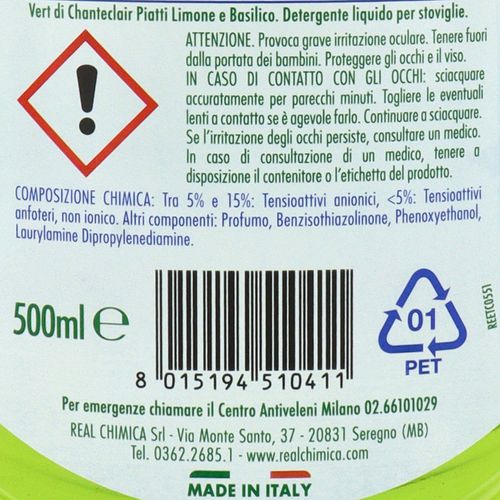 Vert di Chanteclair Piatti Limone e Basilico. Detergente liquido per stoviglie.
ATTENZIONE. Provoca grave irritazione oculare. Tenere fuori
dalla portata dei bambini. Proteggere gli occhi e il viso.
IN CASO DI CONTATTO CON GLI OCCHI: sciacquare
accuratamente per parecchi minuti. Togliere le eventuali
lenti a contatto se è agevole farlo. Continuare a sciacquare.
Se l'irritazione degli occhi persiste, consultare un medico.
In caso di consultazione di un medico, tenere a
disposizione il contenitore o l'etichetta del prodotto.
COMPOSIZIONE CHIMICA: Tra 5% e 15%: Tensioattivi anionici, <5%: Tensioattivi
anfoteri, non ionico. Altri componenti: Profumo, Benzisothiazolinone, Phenoxyethanol,
Laurylamine Dipropylenediamine.
500ml e
8 015194 510411
01
PET
REETC0551
Per emergenze chiamare il Centro Antiveleni Milano 02.66101029
REAL CHIMICA Srl - Via Monte Santo, 37 - 20831 Seregno (MB)
Tel. 0362.2685.1 - www.realchimica.com
MADE IN ITALY